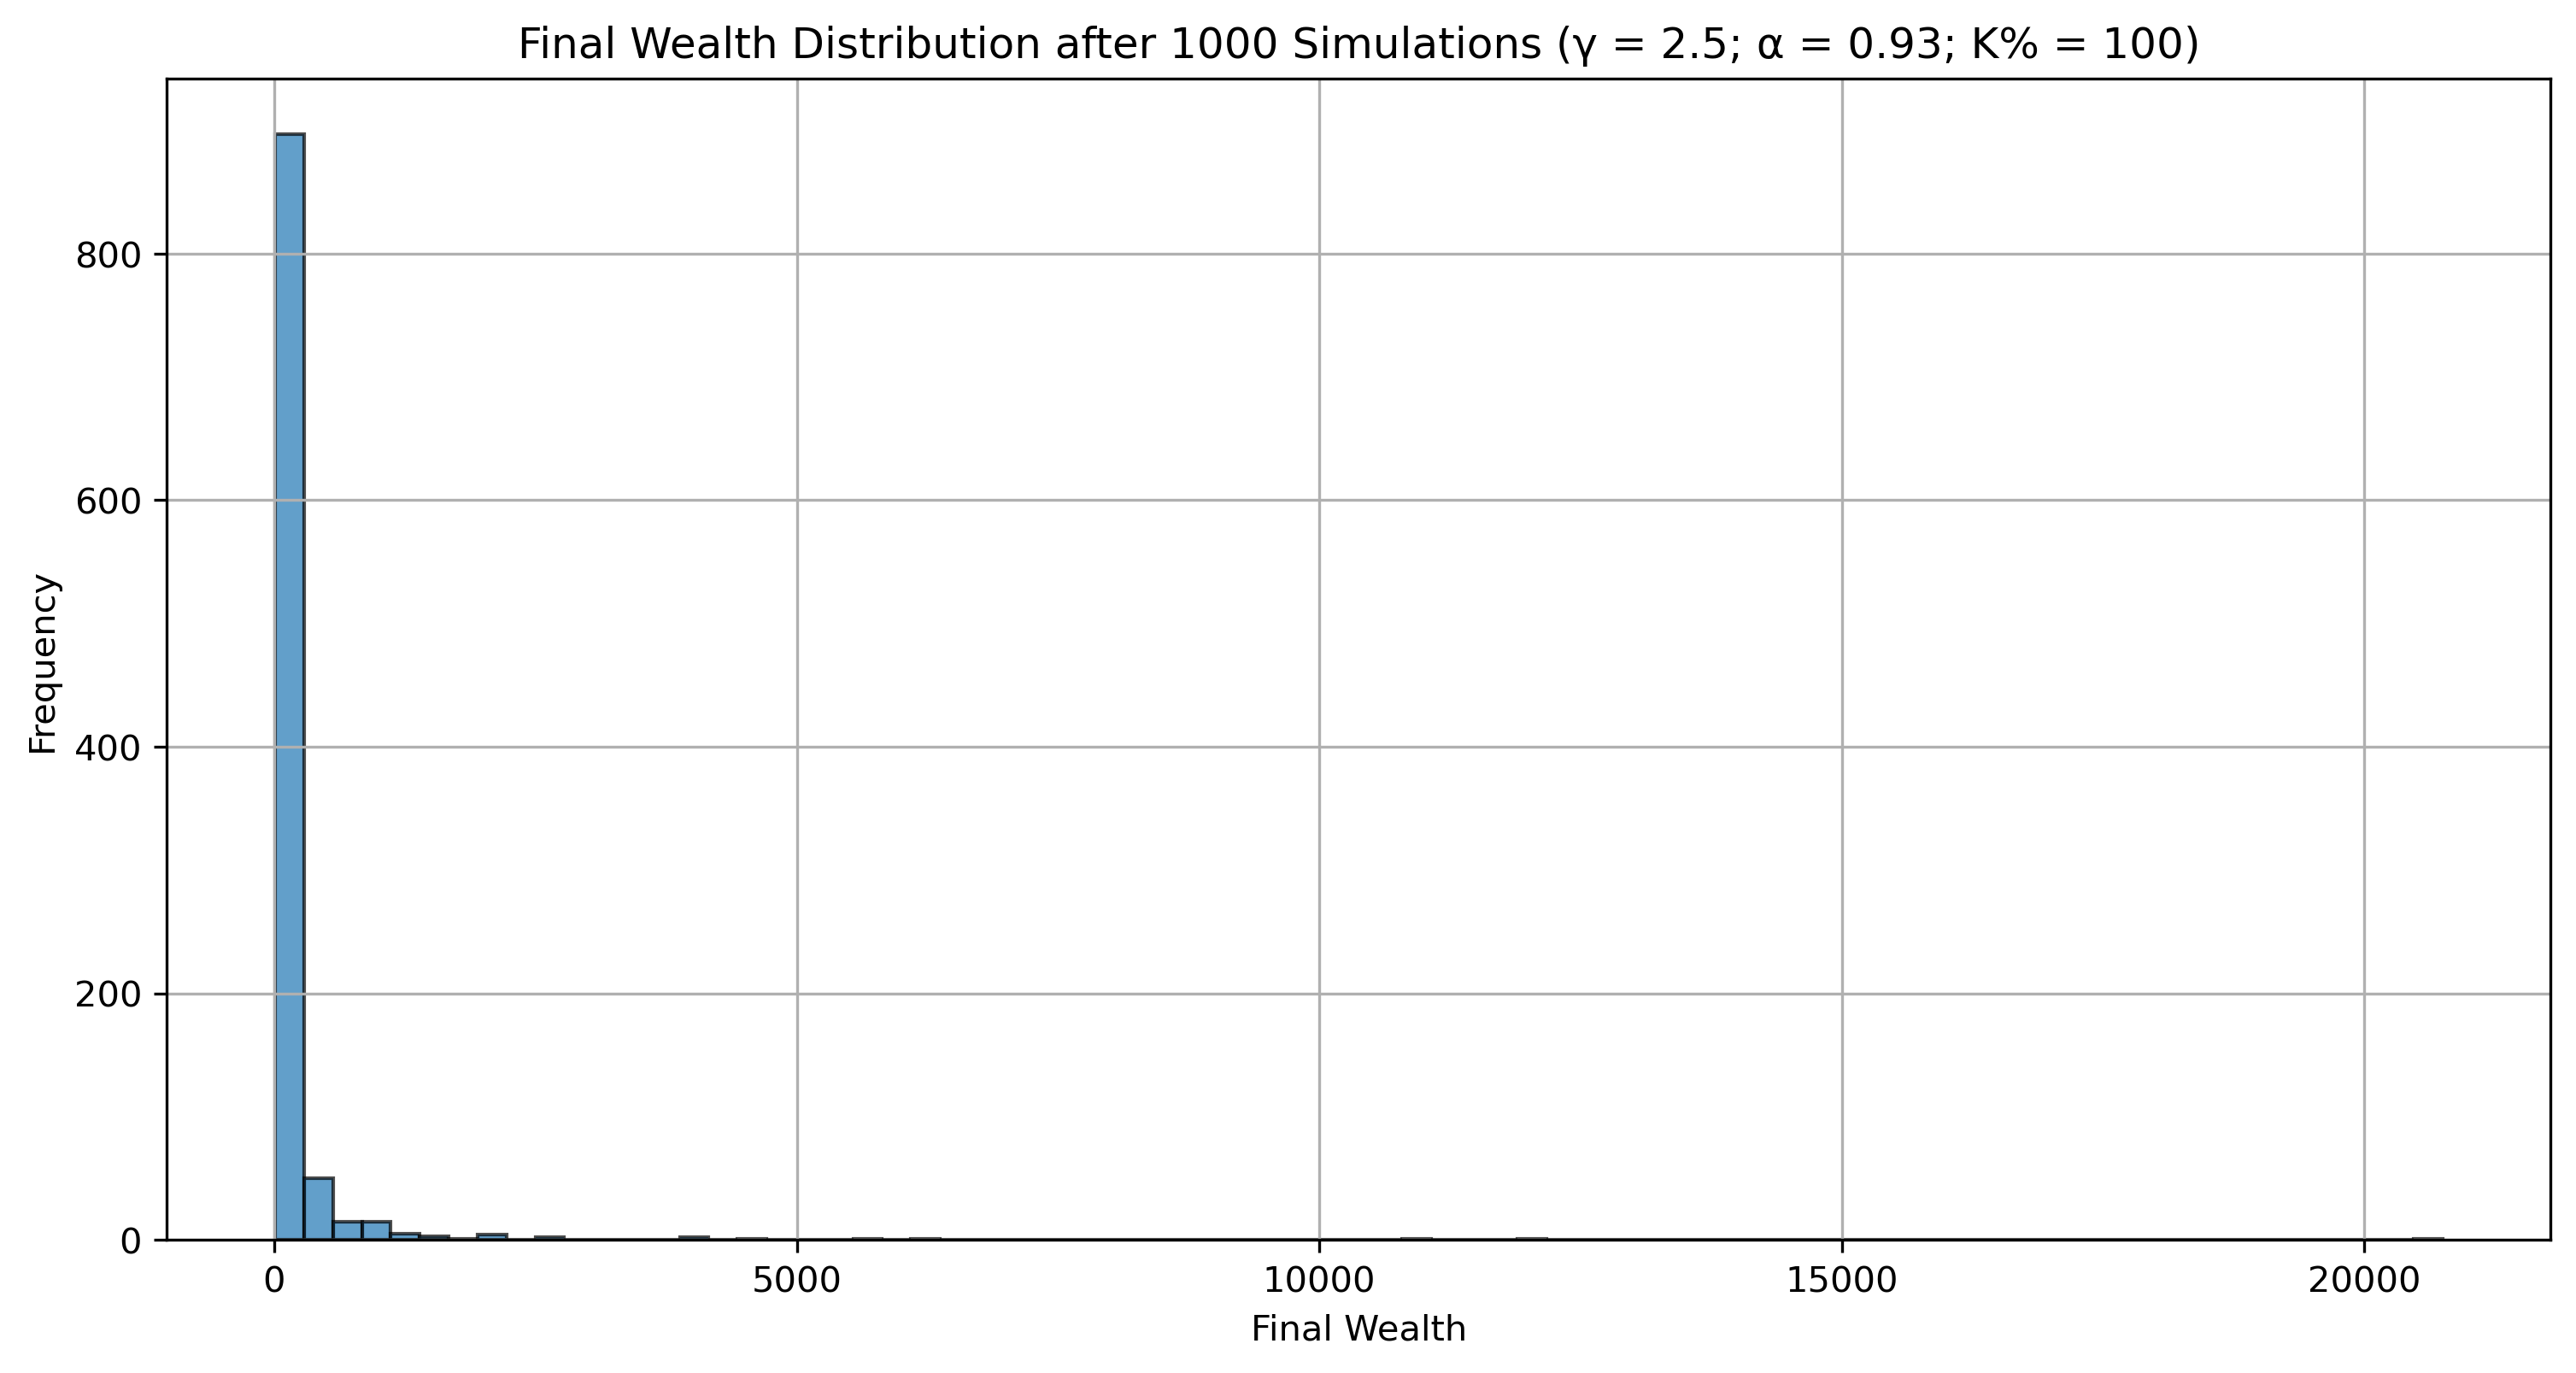 Final Wealth Distribution after 1000 Simulations (γ = 2.5; α = 0.93; K% = 100)
Frequency
800
600
400
200
0
0 5000 10000 15000 20000
Final Wealth